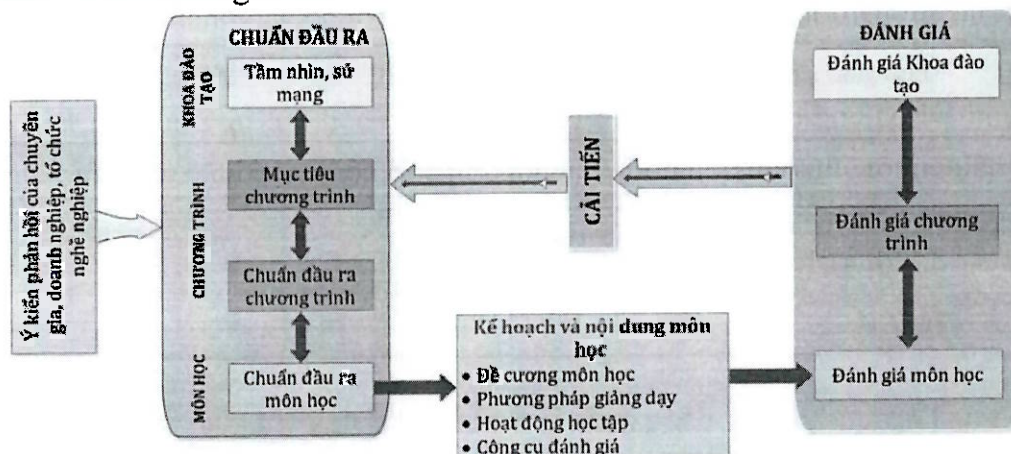 Ý kiến phản hồi của chuyên
gia, doanh nghiệp, tổ chức
nghề nghiệp
CHUẨN ĐẦU RA
KHOA ĐÀO
TẠO
Tầm nhìn, sứ
mạng
CHƯƠNG TRÌNH
Mục tiêu
chương trình
Chuẩn đầu ra
chương trình
MÔN HỌC
Chuẩn đầu ra
môn học
CẢI TIẾN
Kế hoạch và nội dung môn
học
• Đề cương môn học
• Phương pháp giảng dạy
• Hoạt động học tập
• Công cụ đánh giá
ĐÁNH GIÁ
Đánh giá Khoa đào
tạo
Đánh giá chương
trình
Đánh giá môn học